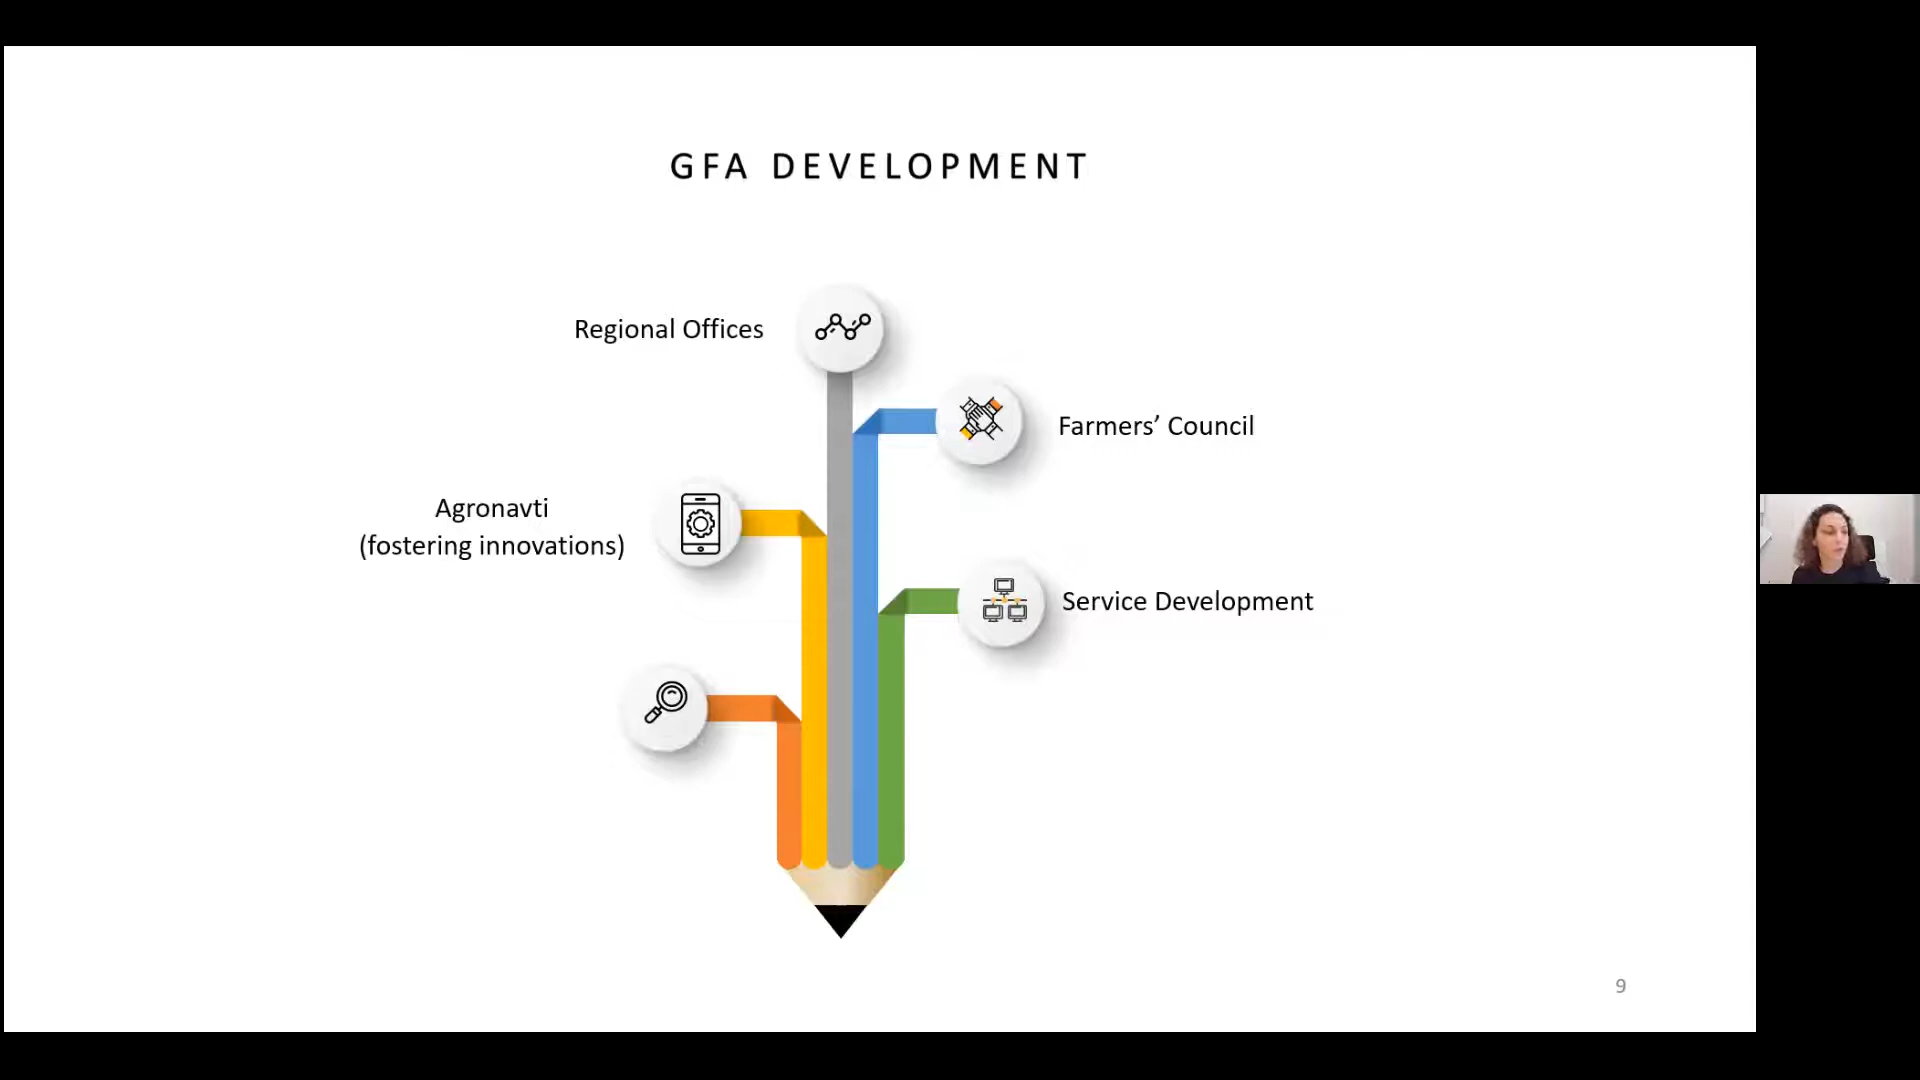 GFA DEVELOPMENT
Regional Offices
Farmers’ Council
Agronavti
(fostering innovations)
Service Development
9